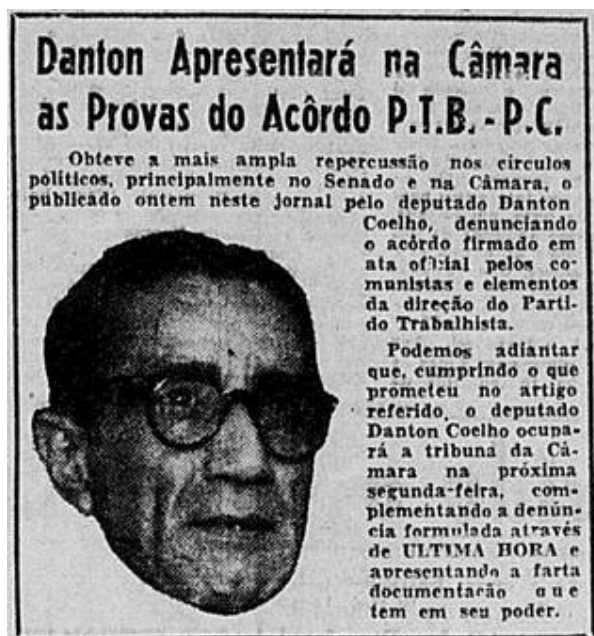 Danton Apresentará na Câmara
as Provas do Acôrdo P.T.B. - P.C.
Obteve a mais ampla repercussão nos circulos
politicos, principalmente no Senado e na Câmara, o
publicado ontem neste jornal pelo deputado Danton
Coelho, denunciando
o acôrdo firmado em
ata oficial pelos co-
munistas e elementos
da direção do Parti-
do Trabalhista.
Podemos adiantar
que, cumprindo o que
prometeu no artigo
referido, o deputado
Danton Coelho ocupa-
rá a tribuna da Câ-
mara na próxima
segunda-feira, com-
plementando a denún-
cia formulada através
de ULTIMA HORA e
apresentando a farta
documentação que
tem em seu poder.